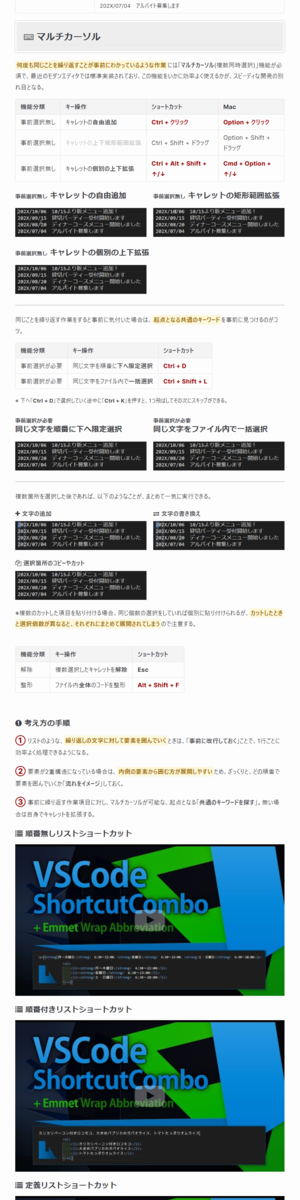 202X/07/04 アルバイト募集します
マルチカーソル
何度も同じことを繰り返すことが事前にわかっているような作業には「マルチカーソル(複数同時選択)」機能が必
須で、最近のモダンエディタでは標準実装されており、この機能をいかに効率よく使えるかが、スピーディな開発の別
れ目となる。
機能分類 キー操作 ショートカット Mac
事前選択無し キャレットの自由追加 Ctrl + クリック Option + クリック
事前選択無し キャレットの上下矩形範囲拡張 Ctrl + Shift + ドラッグ Option + Shift +
ドラッグ
事前選択無し キャレットの個別の上下拡張 Ctrl + Alt + Shift +
↑/↓ Cmd + Option +
↑/↓
事前選択無し キャレットの自由追加
事前選択無し キャレットの矩形範囲拡張
202X/10/06 10/15より新メニュー追加！
202X/09/15 貸切パーティー受付開始します
202X/08/20 ディナーコースメニュー開始しました
202X/07/04 アルバイト募集します
202X/10/06 10/15より新メニュー追加！
202X/09/15 貸切パーティー受付開始します
202X/08/20 ディナーコースメニュー開始しました
202X/07/04 アルバイト募集します
事前選択無し キャレットの個別の上下拡張
202X/10/06 10/15より新メニュー追加！
202X/09/15 貸切パーティー受付開始します
202X/08/20 ディナーコースメニュー開始しました
202X/07/04 アルバイト募集します
同じことを繰り返す作業をすると事前に気付いた場合は、起点となる共通のキーワードを事前に見つけるのがコ
ツ。
機能分類 キー操作 ショートカット
事前選択が必要 同じ文字を順番に下へ限定選択 Ctrl + D
事前選択が必要 同じ文字をファイル内で一括選択 Ctrl + Shift + L
※ 下へ「Ctrl + D」で選択していく途中に「Ctrl + K」を押すと、1つ飛ばしてその次にスキップができる。
事前選択が必要
同じ文字を順番に下へ限定選択
事前選択が必要
同じ文字をファイル内で一括選択
202X/10/06 10/15より新メニュー追加！
202X/09/15 貸切パーティー受付開始します
202X/08/20 ディナーコースメニュー開始しました
202X/07/04 アルバイト募集します
202X/10/06 10/15より新メニュー追加！
202X/09/15 貸切パーティー受付開始します
202X/08/20 ディナーコースメニュー開始しました
202X/07/04 アルバイト募集します
複数箇所を選択した後であれば、以下のようなことが、まとめて一気に実行できる。
文字の追加
文字の書き換え
202X/10/06 10/15より新メニュー追加！
202X/09/15 貸切パーティー受付開始します
202X/08/20 ディナーコースメニュー開始しました
202X/07/04 アルバイト募集します
202X/10/06 10/15より新メニュー追加！
202X/09/15 貸切パーティー受付開始します
202X/08/20 ディナーコースメニュー開始しました
202X/07/04 アルバイト募集します
選択箇所のコピーやカット
202X/10/06 10/15より新メニュー追加！
202X/09/15 貸切パーティー受付開始します
202X/08/20 ディナーコースメニュー開始しました
202X/07/04 アルバイト募集します
※複数のカットした項目を貼り付ける場合、同じ個数の選択をしていれば個別に貼り付けられるが、カットしたとき
と選択個数が異なると、それぞれにまとめて展開されてしまうので注意する。
機能分類 キー操作 ショートカット
解除 複数選択したキャレットを解除 Esc
整形 ファイル内全体のコードを整形 Alt + Shift + F
考え方の手順
① リストのような、繰り返しの文字に対して要素を囲んでいくときは、「事前に改行しておく」ことで、1行ごとに
効率よく処理できるようになる。
② 要素が2重構造になっている場合は、内側の要素から囲む方が展開しやすいため、ざっくりと、どの順番で
要素を囲んでいくか「流れをイメージ」しておく。
③ 事前に繰り返す作業項目に対し、マルチカーソルが可能な、起点となる「共通のキーワードを探す」。無い場
合は自身でキャレットを拡張する。
順番無しリストショートカット
VSCode
ShortcutCombo
+ Emmet Wrap Abbreviation
順番付きリストショートカット
VSCode
ShortcutCombo
+ Emmet Wrap Abbreviation
定義リストショートカット